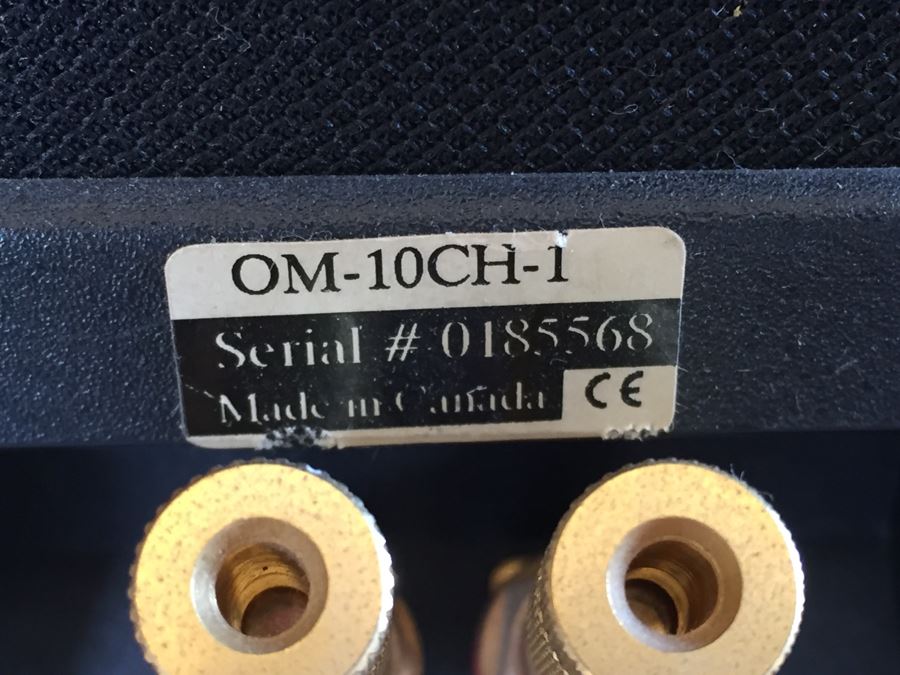 OM-10CH-1
Serial # 0185568
Made in Canada CE